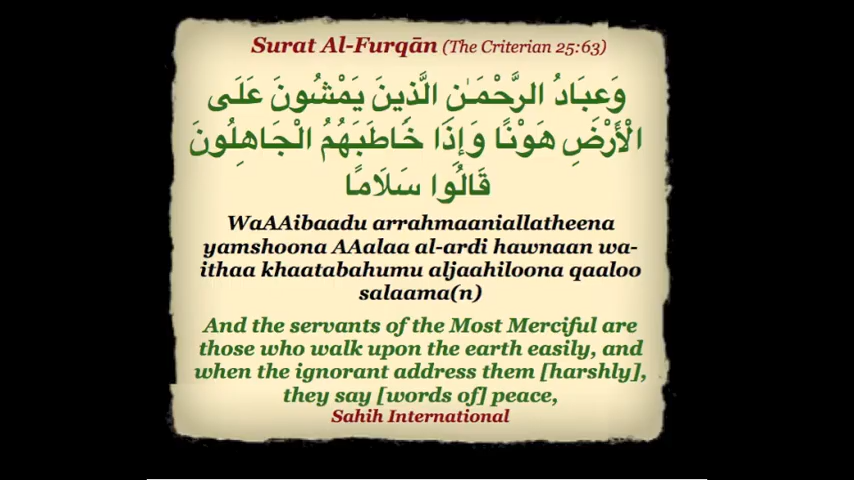 Surat Al-Furqān (The Criterian 25:63)
وَعِبَادُ الرَّحْمَـٰنِ الَّذِينَ يَمْشُونَ عَلَى
الْأَرْضِ هَوْنًا وَإِذَا خَاطَبَهُمُ الْجَاهِلُونَ
قَالُوا سَلَامًا
WaAAibaadu arrahmaaniallatheena
yamshoona AAalaa al-ardi hawnaan wa-
ithaa khaatabahumu aljaahiloona qaaloo
salaama(n)
And the servants of the Most Merciful are
those who walk upon the earth easily, and
when the ignorant address them [harshly],
they say [words of] peace,
Sahih International